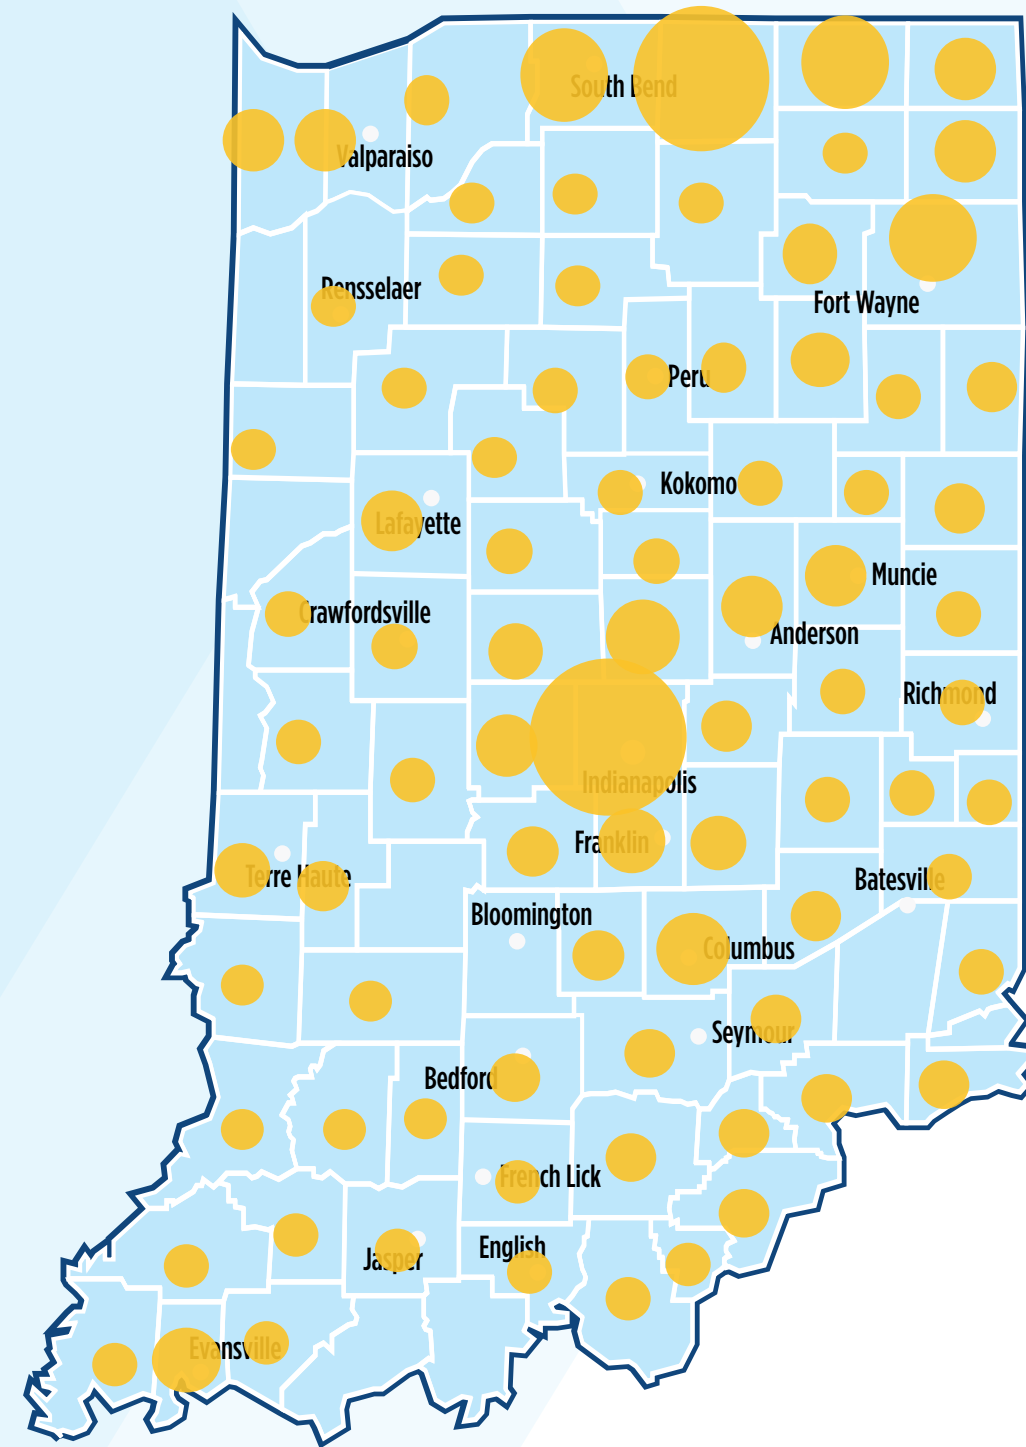 South Bend
Valparaiso
Rensselaer
Fort Wayne
Peru
Kokomo
Lafayette
Muncie
Crawfordsville
Anderson
Richmond
Indianapolis
Franklin
Terre Haute
Batesville
Bloomington
Columbus
Seymour
Bedford
French Lick
English
Jasper
Evansville